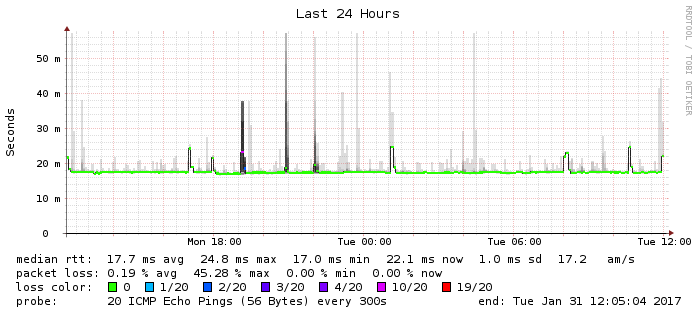 Last 24 Hours
RRDTOOL / TOBI OETIKER
Seconds
50 m
40 m
30 m
20 m
10 m
0
Mon 18:00 Tue 00:00 Tue 06:00 Tue 12:00
median rtt: 17.7 ms avg 24.8 ms max 17.0 ms min 22.1 ms now 1.0 ms sd 17.2 am/s
packet loss: 0.19 % avg 45.28 % max 0.00 % min 0.00 % now
loss color: 0 1/20 2/20 3/20 4/20 10/20 19/20
probe: 20 ICMP Echo Pings (56 Bytes) every 300s end: Tue Jan 31 12:05:04 2017